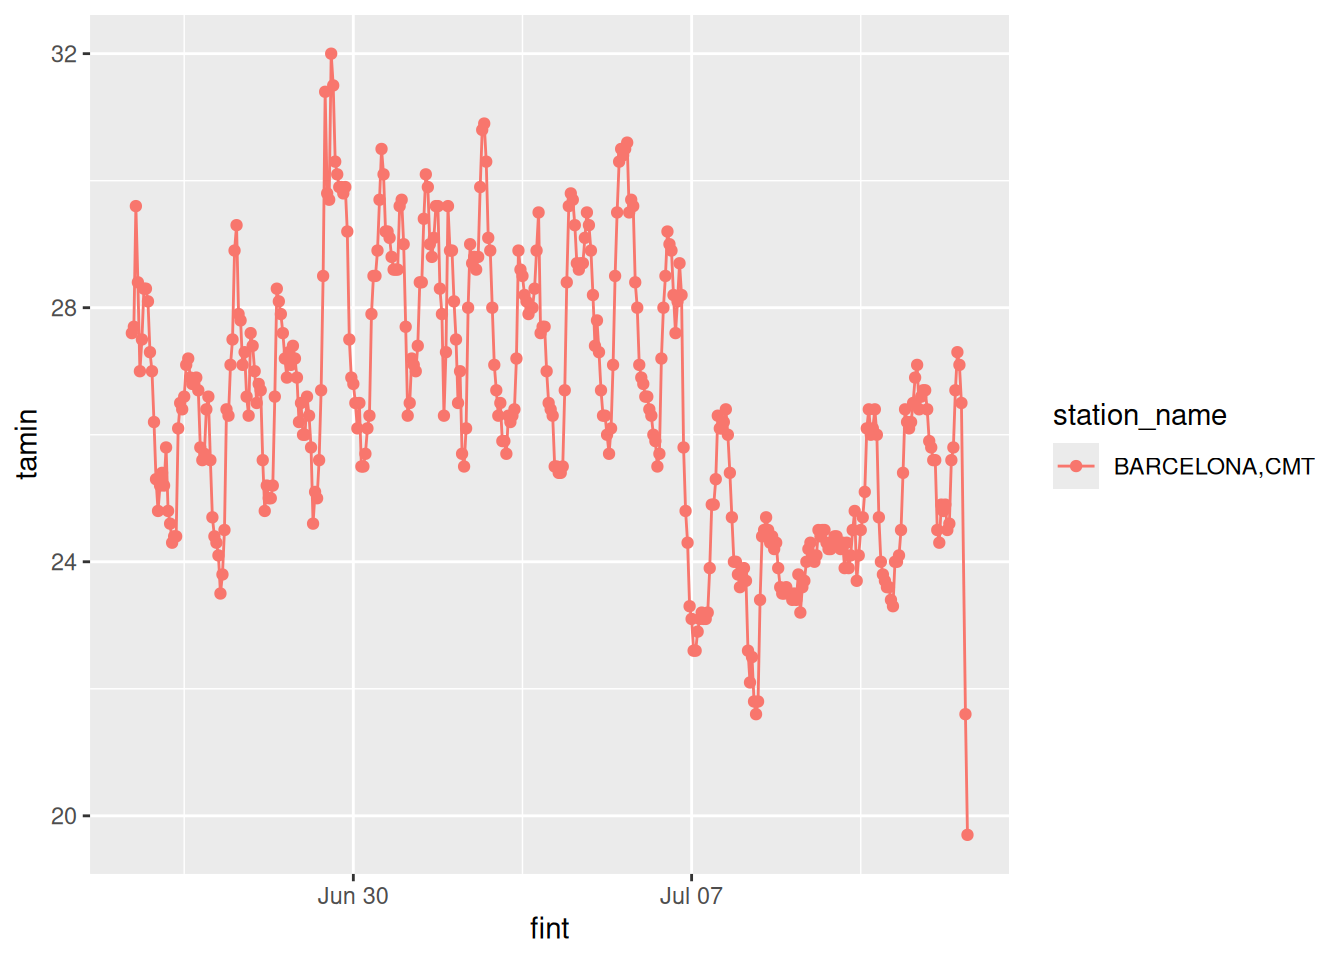 32
28
24
20
tamin
Jun 30
Jul 07
fint
station_name
BARCELONA,CMT